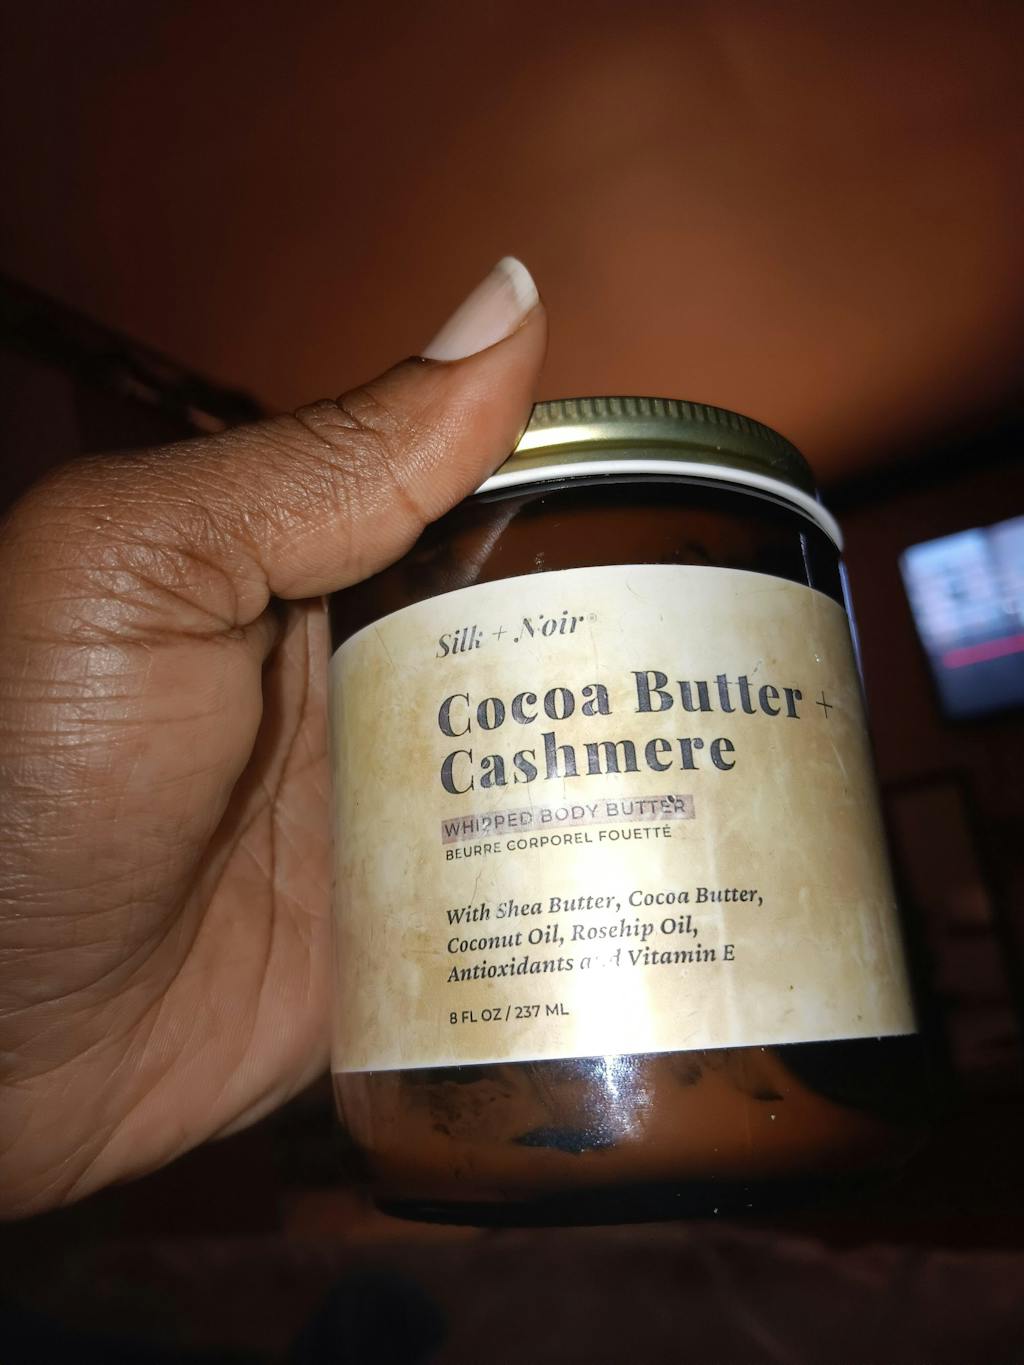 Silk + Noir®
Cocoa Butter +
Cashmere
WHIPPED BODY BUTTER
BEURRE CORPOREL FOUETTÉ
With Shea Butter, Cocoa Butter,
Coconut Oil, Rosehip Oil,
Antioxidants and Vitamin E
8 FL OZ / 237 ML